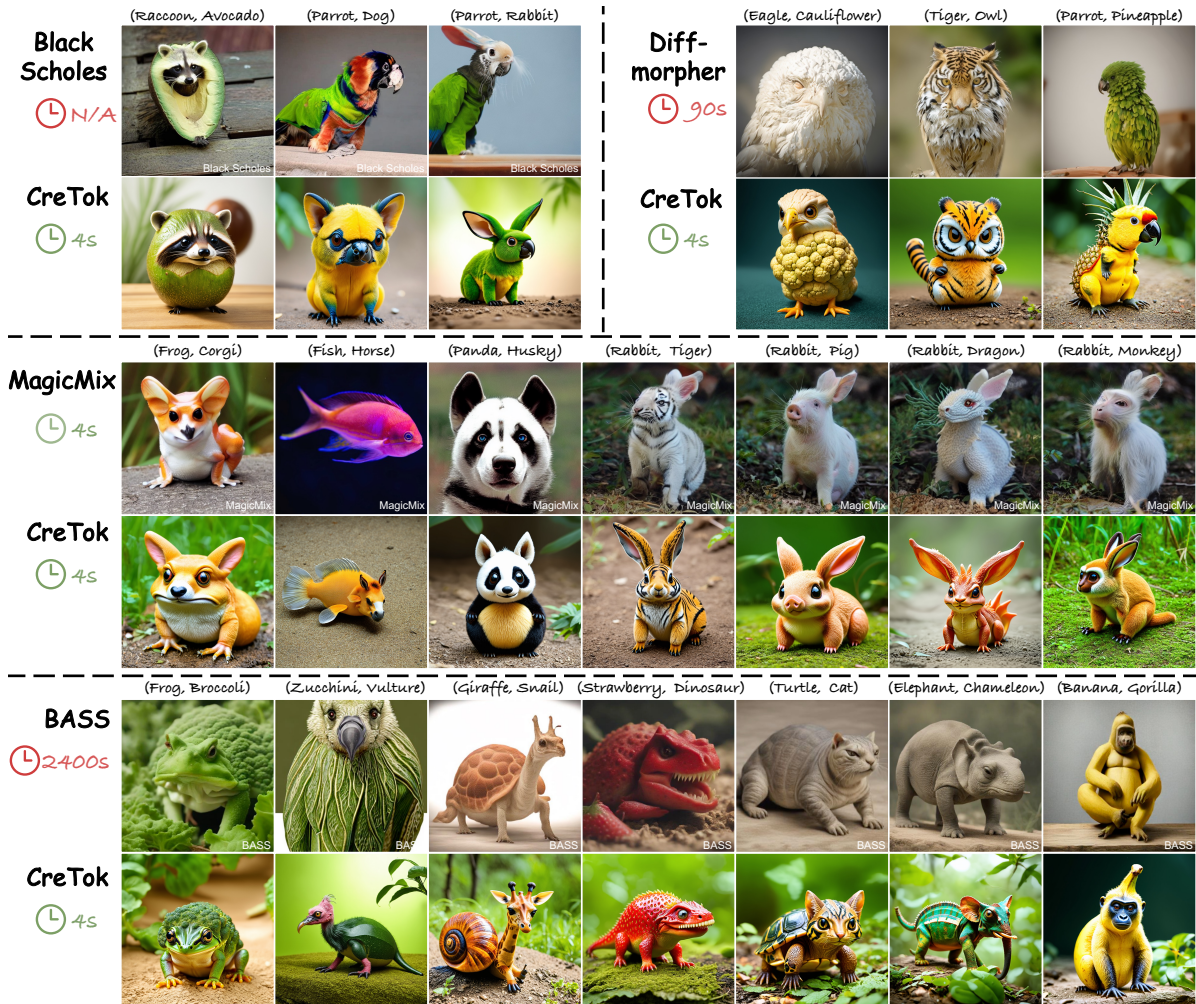 (Raccoon, Avocado) (Parrot, Dog) (Parrot, Rabbit)
Black
Scholes
N/A
Black Scholes Black Scholes Black Scholes
CreTok
4s
(Eagle, Cauliflower) (Tiger, Owl) (Parrot, Pineapple)
Diff-
morpher
90s
CreTok
4s
(Frog, Corgi) (Fish, Horse) (Panda, Husky) (Rabbit, Tiger) (Rabbit, Pig) (Rabbit, Dragon) (Rabbit, Monkey)
MagicMix
4s
MagicMix MagicMix MagicMix MagicMix MagicMix MagicMix MagicMix
CreTok
4s
(Frog, Broccoli) (Zucchini, Vulture) (Giraffe, Snail) (Strawberry, Dinosaur) (Turtle, Cat) (Elephant, Chameleon) (Banana, Gorilla)
BASS
2400s
BASS BASS BASS BASS BASS BASS BASS
CreTok
4s